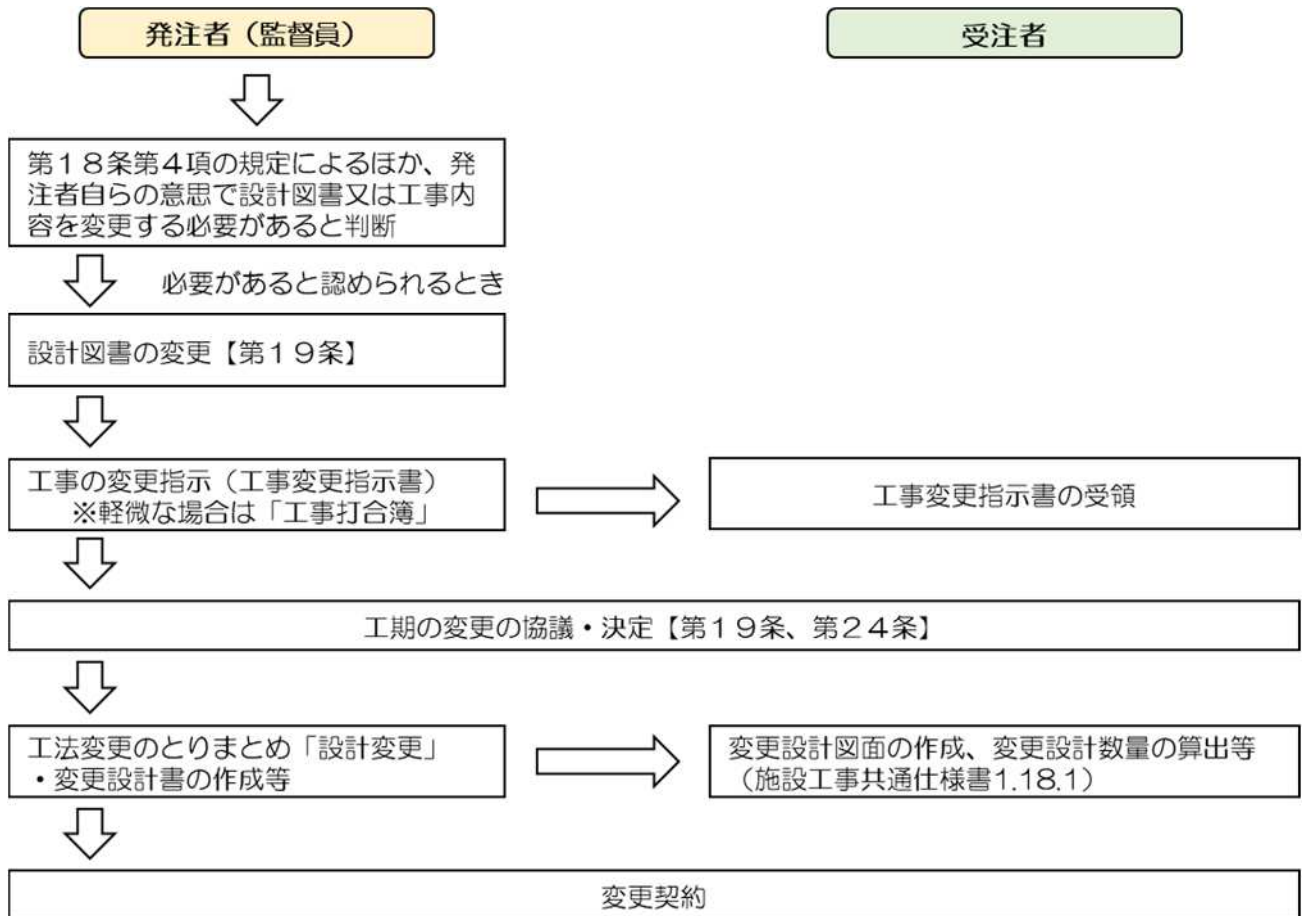 発注者（監督員）
受注者
第１８条第４項の規定によるほか、発
注者自らの意思で設計図書又は工事内
容を変更する必要があると判断
必要があると認められるとき
設計図書の変更【第１９条】
工事の変更指示（工事変更指示書）
※軽微な場合は「工事打合簿」
工事変更指示書の受領
工期の変更の協議・決定【第１９条、第２４条】
工法変更のとりまとめ「設計変更」
・変更設計書の作成等
変更設計図面の作成、変更設計数量の算出等
（施設工事共通仕様書1.18.1）
変更契約